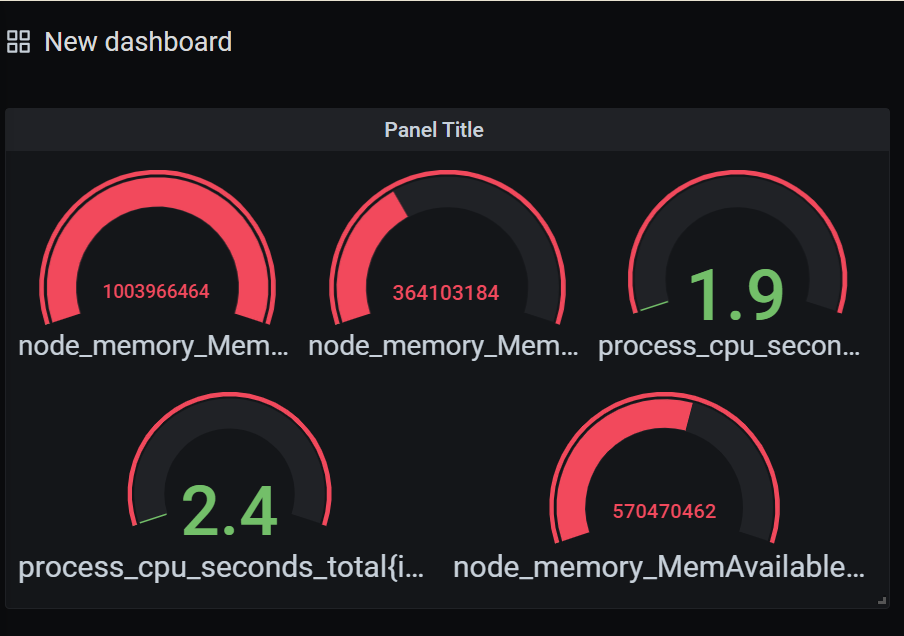 New dashboard
Panel Title
1003966464
364103184
1.9
node_memory_Mem...
node_memory_Mem...
process_cpu_secon...
2.4
570470462
process_cpu_seconds_total{i...
node_memory_MemAvailable...